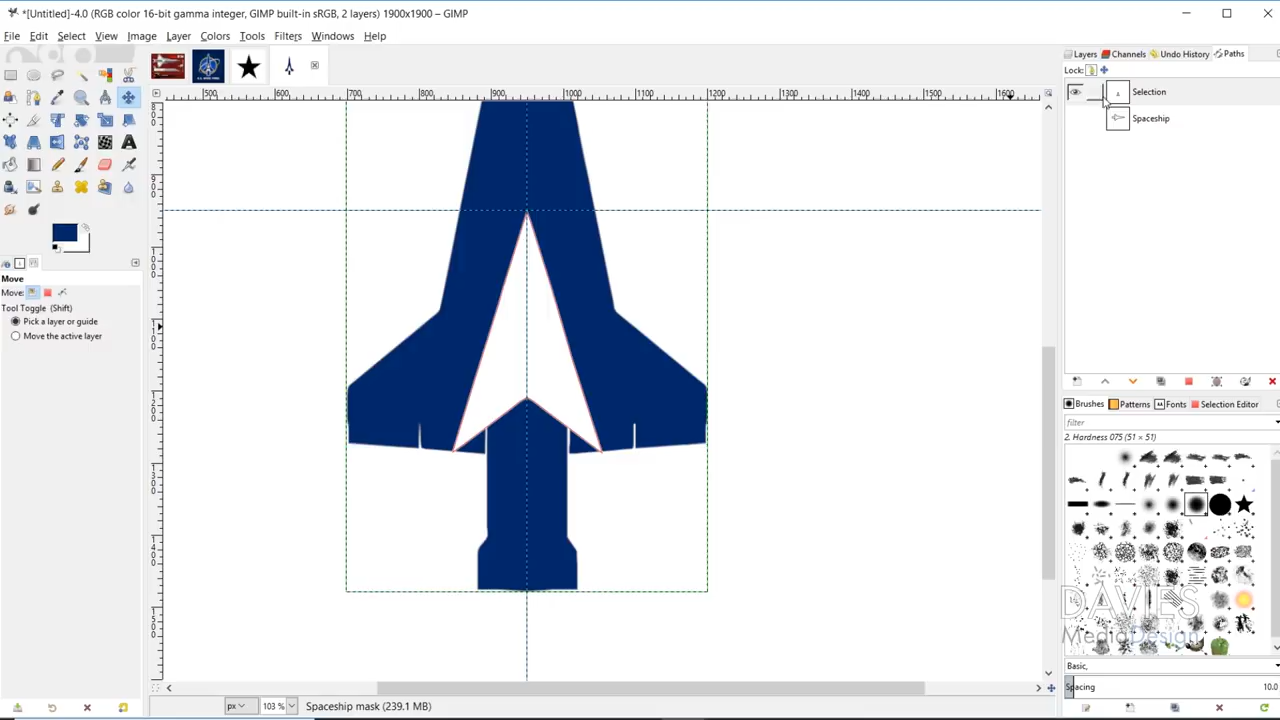 *[Untitled]-4.0 (RGB color 16-bit gamma integer, GIMP built-in sRGB, 2 layers) 1900x1900 – GIMP
File Edit Select View Image Layer Colors Tools Filters Windows Help
Layers Channels Undo History Paths
Lock:
500 600 700 800 900 1000 1100 1200 1300 1400 1500 1600
Selection
Spaceship
Move
Move:
Tool Toggle (Shift)
Pick a layer or guide
Move the active layer
Brushes Patterns Fonts Selection Editor
filter
2. Hardness 075 (51 × 51)
DAVIES
MediaDesign
Basic,
Spacing 10.0
px 103 % Spaceship mask (239.1 MB)